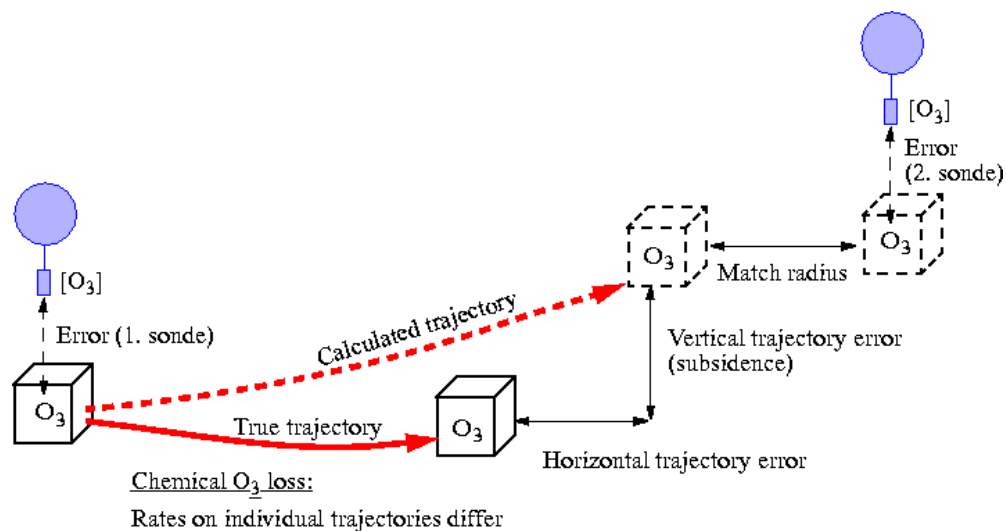 [O₃]
Error
(2. sonde)
O₃
O₃
Match radius
[O₃]
Error (1. sonde)
Calculated trajectory
Vertical trajectory error
(subsidence)
O₃
True trajectory
O₃
Horizontal trajectory error
Chemical O₃ loss:
Rates on individual trajectories differ